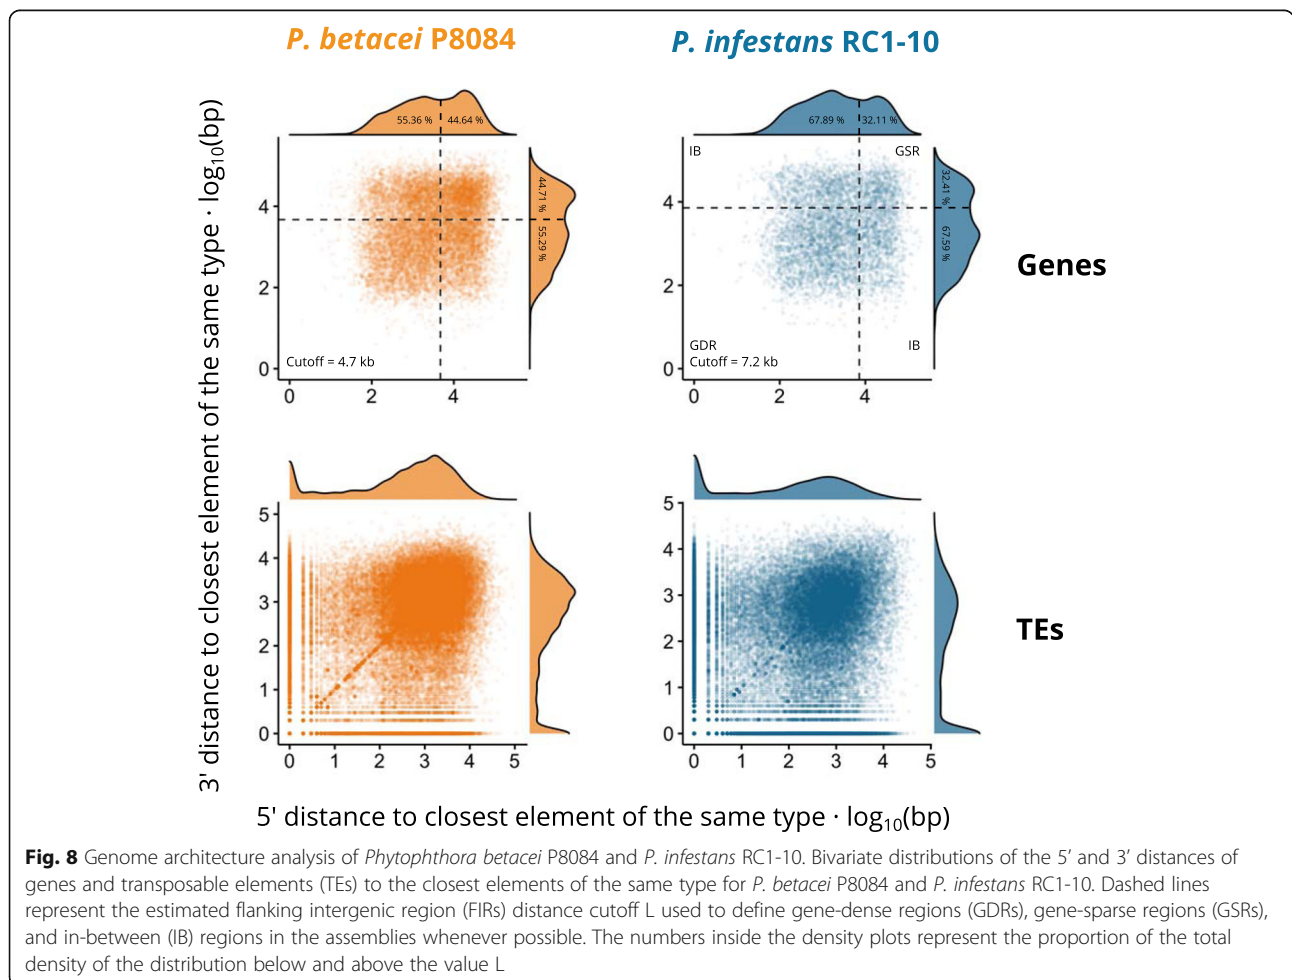 P. betacei P8084
P. infestans RC1-10
3' distance to closest element of the same type · log10(bp)
55.36 %
44.64 %
44.71 %
55.29 %
4
2
0
Cutoff = 4.7 kb
0 2 4
67.89 %
32.11 %
IB
GSR
32.41 %
67.59 %
4
2
0
GDR
IB
Cutoff = 7.2 kb
0 2 4
Genes
5
4
3
2
1
0
0 1 2 3 4 5
5
4
3
2
1
0
0 1 2 3 4 5
TEs
5' distance to closest element of the same type · log10(bp)
Fig. 8 Genome architecture analysis of Phytophthora betacei P8084 and P. infestans RC1-10. Bivariate distributions of the 5′ and 3′ distances of
genes and transposable elements (TEs) to the closest elements of the same type for P. betacei P8084 and P. infestans RC1-10. Dashed lines
represent the estimated flanking intergenic region (FIRs) distance cutoff L used to define gene-dense regions (GDRs), gene-sparse regions (GSRs),
and in-between (IB) regions in the assemblies whenever possible. The numbers inside the density plots represent the proportion of the total
density of the distribution below and above the value L